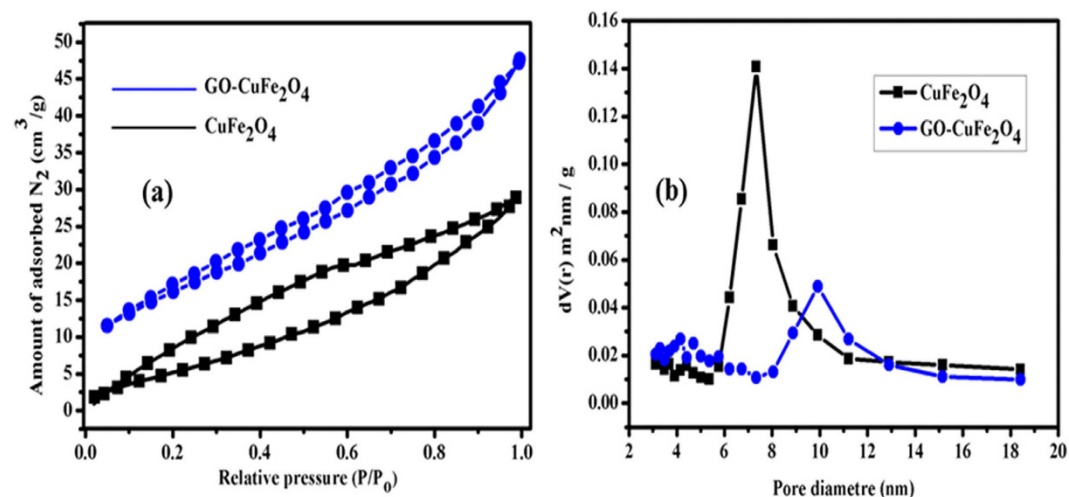 50
45
40
35
30
25
20
15
10
5
0
Amount of adsorbed N2 (cm3/g)
GO-CuFe2O4
CuFe2O4
(a)
0.0 0.2 0.4 0.6 0.8 1.0
Relative pressure (P/P0)
0.16
0.14
0.12
0.10
0.08
0.06
0.04
0.02
0.00
dV(r) m2nm / g
CuFe2O4
GO-CuFe2O4
(b)
2 4 6 8 10 12 14 16 18 20
Pore diametre (nm)